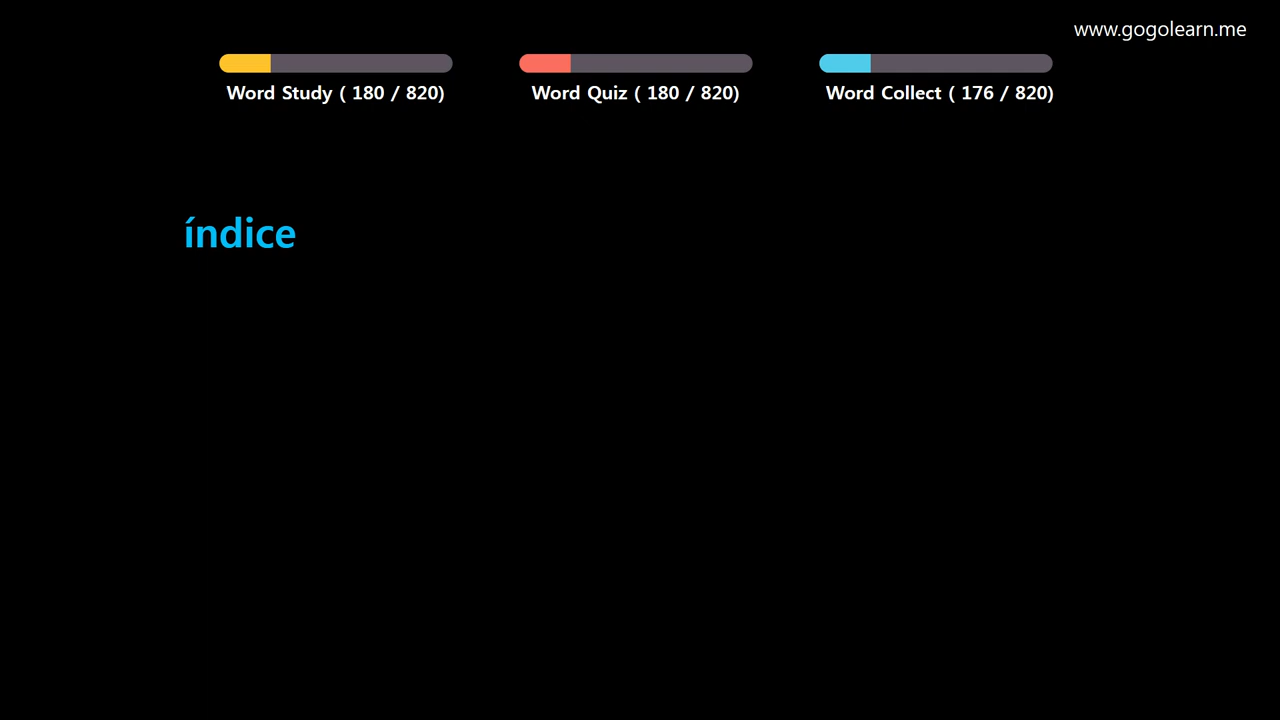 www.gogolearn.me
Word Study ( 180 / 820)
Word Quiz ( 180 / 820)
Word Collect ( 176 / 820)
índice